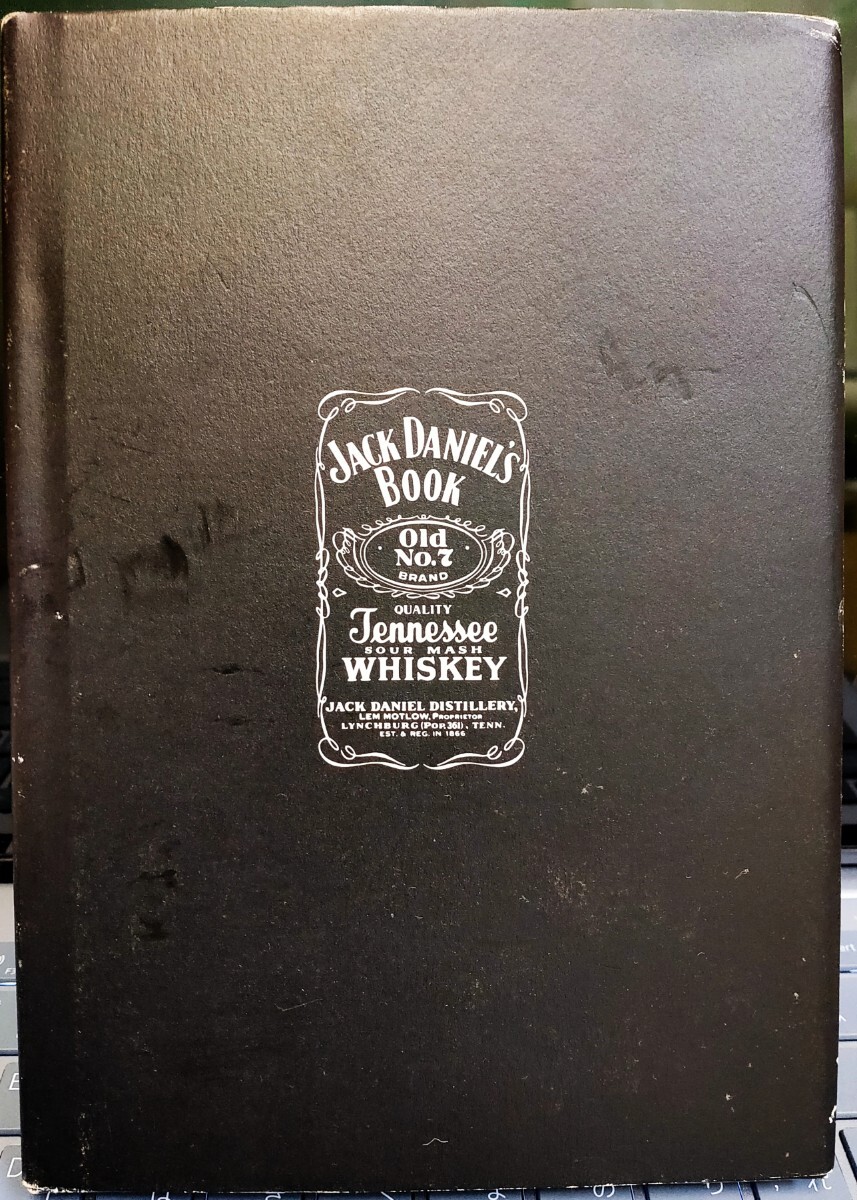 JACK DANIEL'S
BOOK
Old
No.7
BRAND
QUALITY
Tennessee
SOUR MASH
WHISKEY
JACK DANIEL DISTILLERY,
LEM MOTLOW, PROPRIETOR
LYNCHBURG (POP. 361), TENN.
EST. & REG. IN 1866